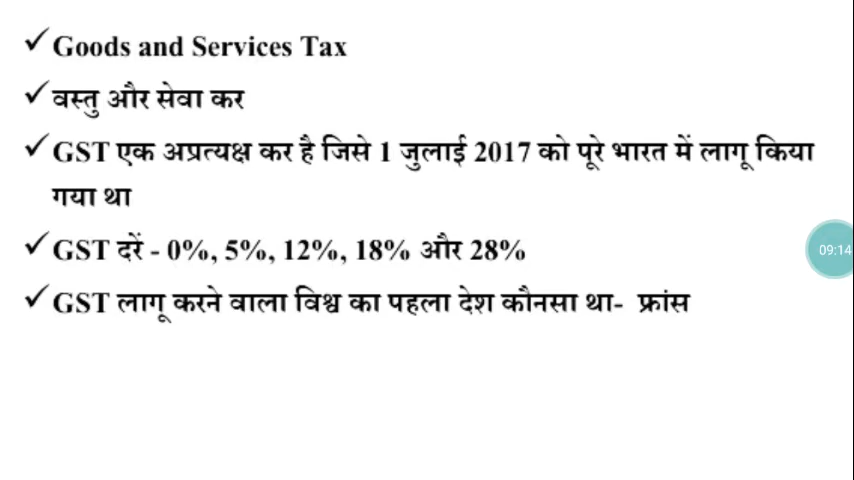 ✓ Goods and Services Tax
✓ वस्तु और सेवा कर
✓ GST एक अप्रत्यक्ष कर है जिसे 1 जुलाई 2017 को पूरे भारत में लागू किया
गया था
✓ GST दरें - 0%, 5%, 12%, 18% और 28%
09:14
✓ GST लागू करने वाला विश्व का पहला देश कौनसा था- फ्रांस